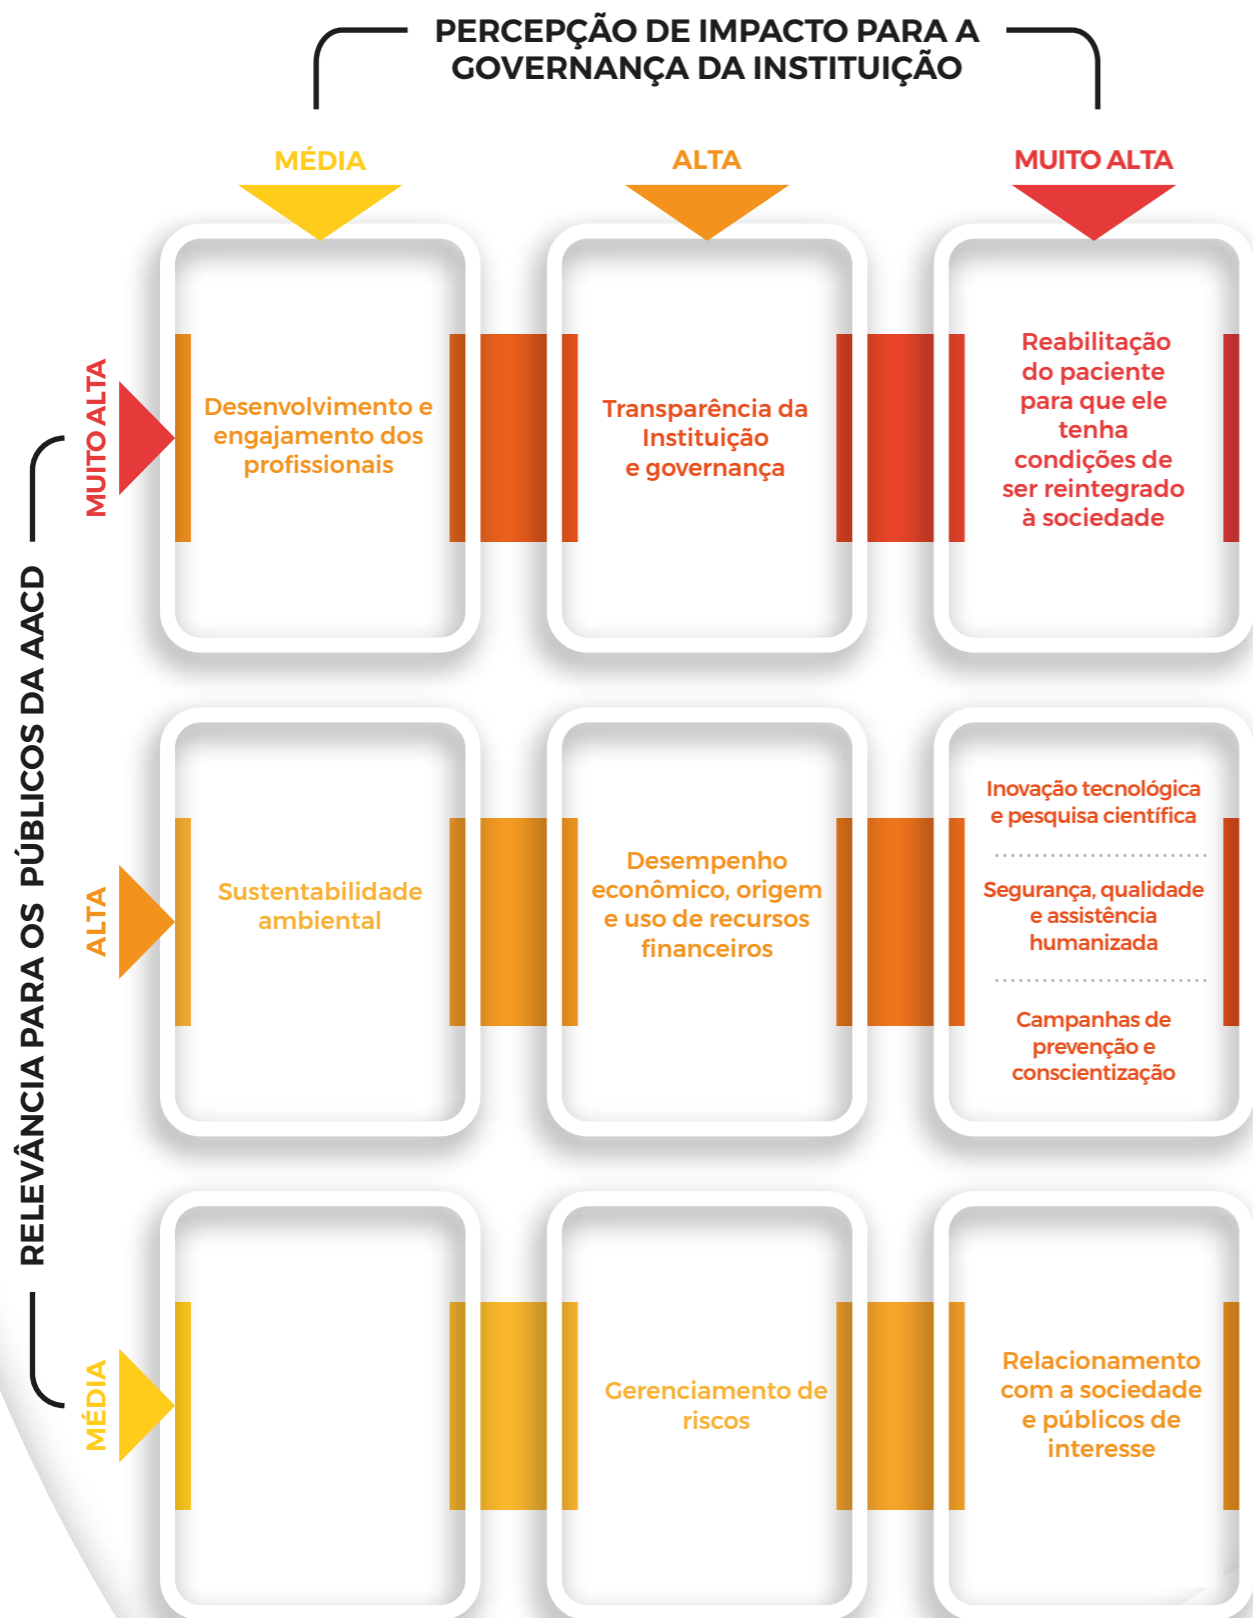 PERCEPÇÃO DE IMPACTO PARA A
GOVERNANÇA DA INSTITUIÇÃO
MÉDIA
ALTA
MUITO ALTA
RELEVÂNCIA PARA OS PÚBLICOS DA AACD
MUITO ALTA
Desenvolvimento e
engajamento dos
profissionais
Transparência da
Instituição
e governança
Reabilitação
do paciente
para que ele
tenha
condições de
ser reintegrado
à sociedade
ALTA
Sustentabilidade
ambiental
Desempenho
econômico, origem
e uso de recursos
financeiros
Inovação tecnológica
e pesquisa científica
Segurança, qualidade
e assistência
humanizada
Campanhas de
prevenção e
conscientização
MÉDIA
Gerenciamento de
riscos
Relacionamento
com a sociedade
e públicos de
interesse